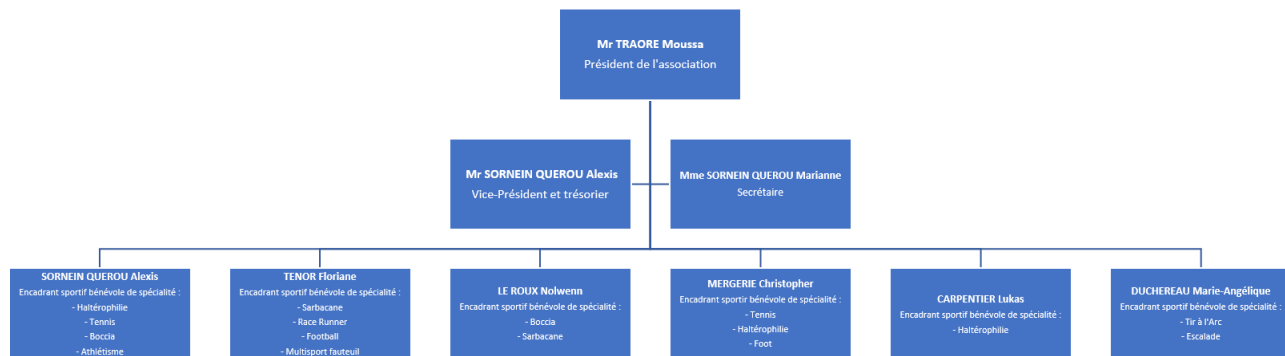 Mr TRAORE Moussa
Président de l'association
Mr SORNEIN QUEROU Alexis
Vice-Président et trésorier
Mme SORNEIN QUEROU Marianne
Secrétaire
SORNEIN QUEROU Alexis
Encadrant sportif bénévole de spécialité :
- Haltérophilie
- Tennis
- Boccia
- Athlétisme
TENOR Floriane
Encadrant sportif bénévole de spécialité :
- Sarbacane
- Race Runner
- Football
- Multisport fauteuil
LE ROUX Nolwenn
Encadrant sportif bénévole de spécialité :
- Boccia
- Sarbacane
MERGERIE Christopher
Encadrant sportir bénévole de spécialité :
- Tennis
- Haltérophilie
- Foot
CARPENTIER Lukas
Encadrant sportif bénévole de spécialité :
- Haltérophilie
DUCHEREAU Marie-Angélique
Encadrant sportif bénévole de spécialité :
- Tir à l'Arc
- Escalade